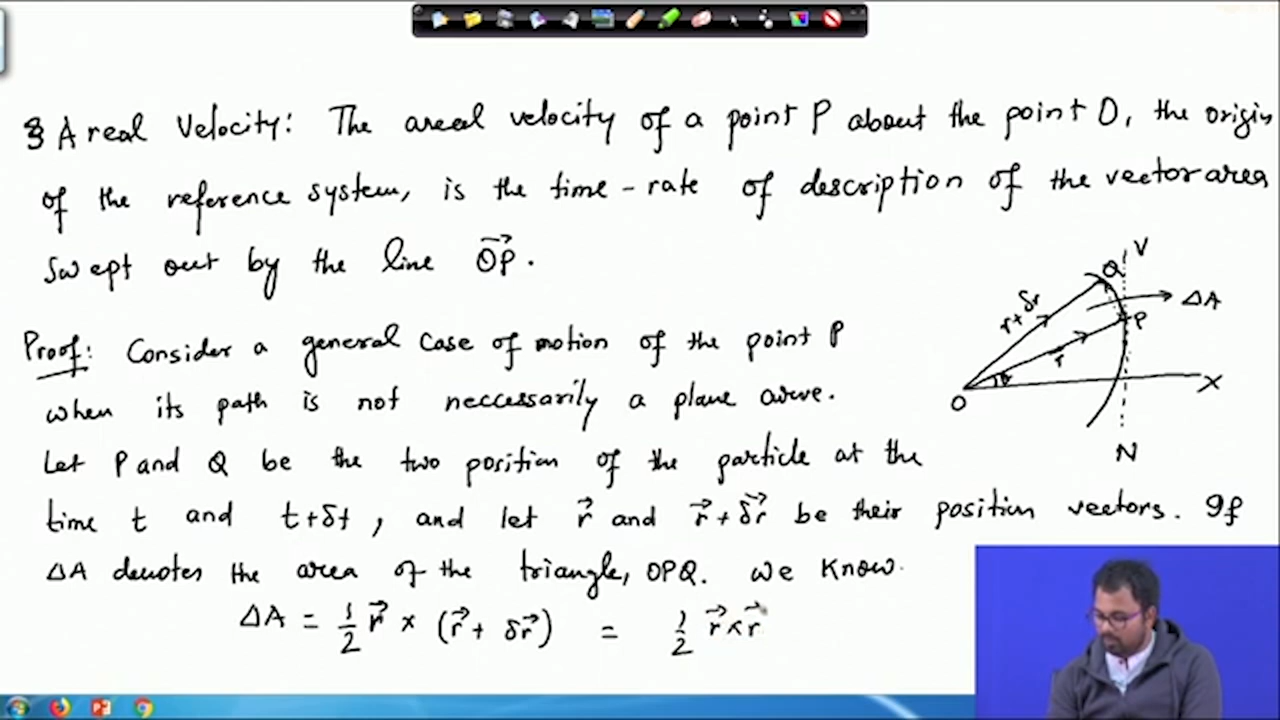 § Areal Velocity: The areal velocity of a point P about the point O, the origin
of the reference system, is the time-rate of description of the vector area
swept out by the line O⃗P.
Proof: Consider a general case of motion of the point P
when its path is not neccessarily a plane curve.
Let P and Q be the two position of the particle at the
time t and t+δt, and let r⃗ and r⃗+δr⃗ be their position vectors. If
ΔA denotes the area of the triangle, OPQ. We know.
ΔA = 1/2 r⃗ × (r⃗ + δr⃗) = 1/2 r⃗×r⃗
V
Q
ΔA
r+δr
P
r
θ
O
X
N